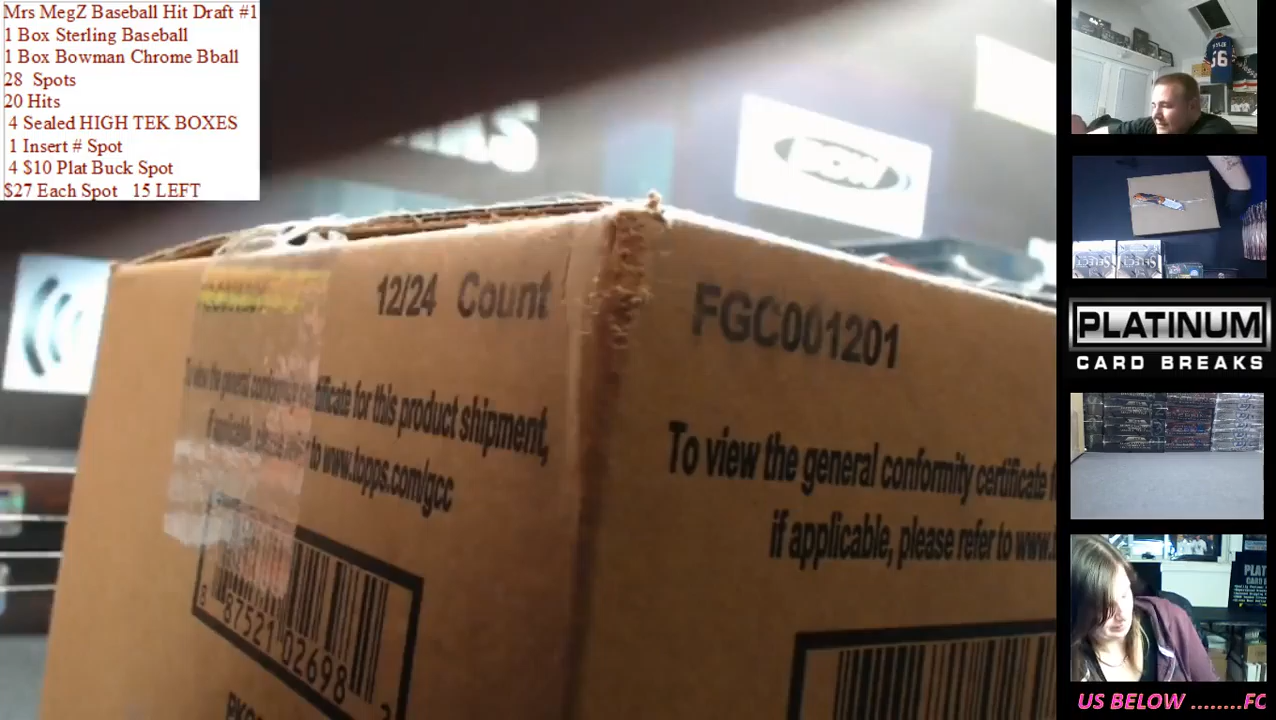 Mrs MegZ Baseball Hit Draft #1
1 Box Sterling Baseball
1 Box Bowman Chrome Bball
28 Spots
20 Hits
4 Sealed HIGH TEK BOXES
1 Insert # Spot
4 $10 Plat Buck Spot
$27 Each Spot 15 LEFT
12/24 Count
To view the general conformity certificate for this product shipment,
if applicable, please refer to www.topps.com/gcc
87521 02698
FGC001201
To view the general conformity certificate
if applicable, please refer to www.
56
PLATINUM
CARD BREAKS
PLAT
US BELOW ........FC